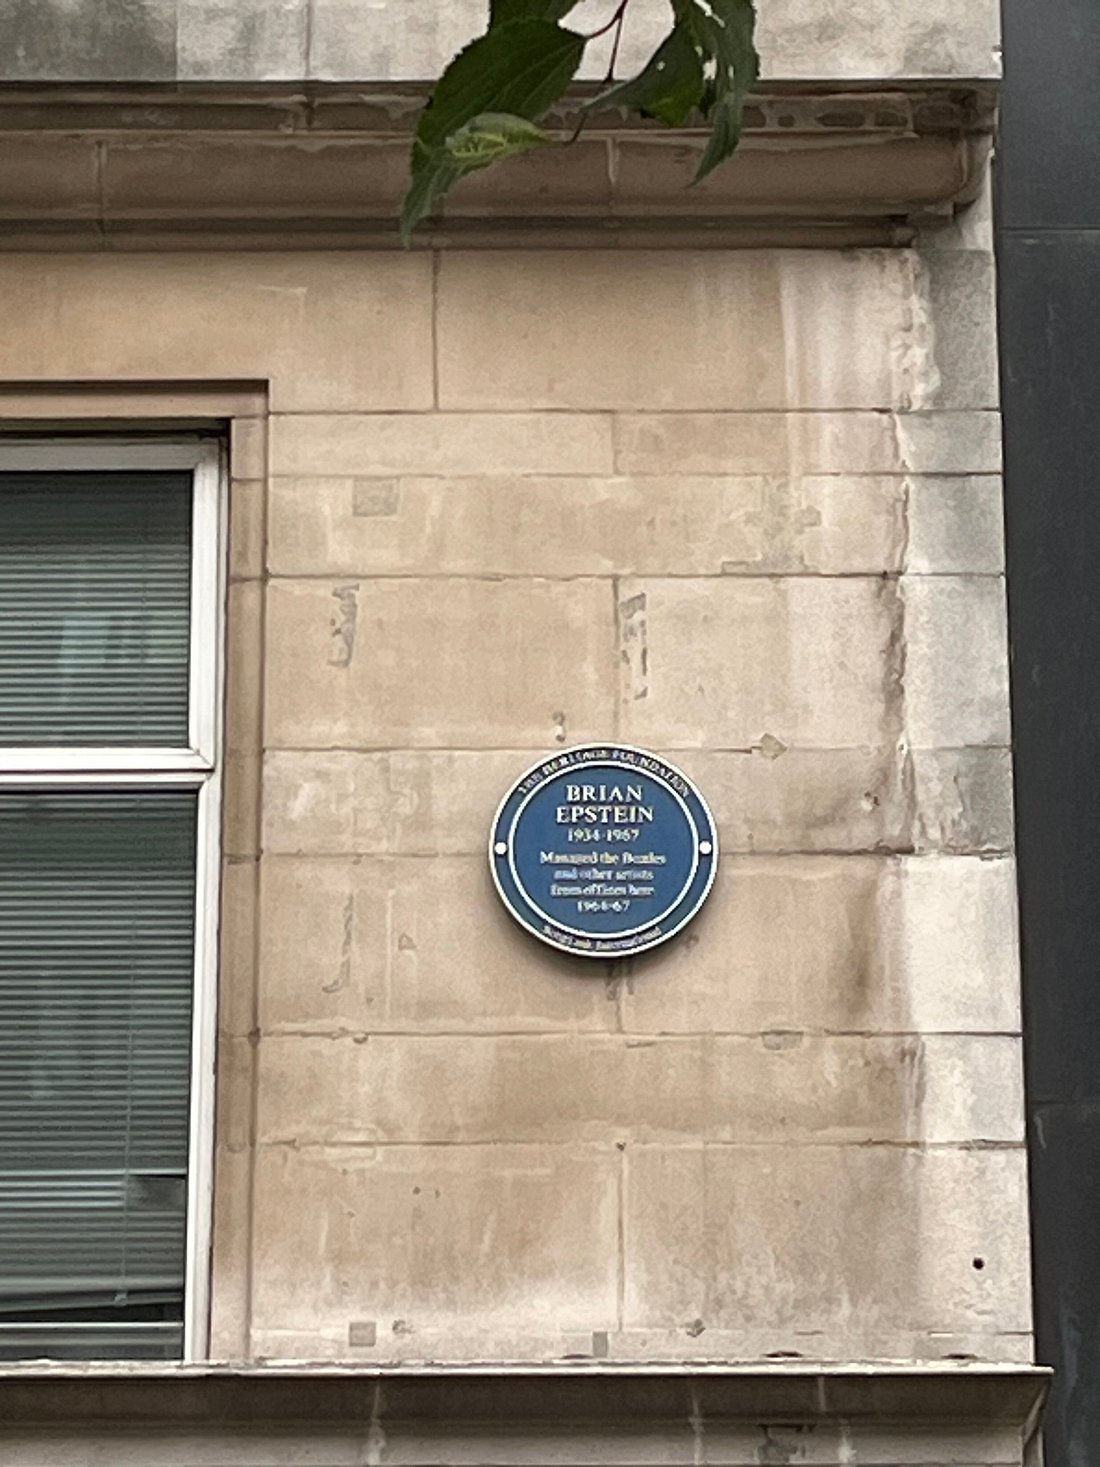 THE HERITAGE FOUNDATION
BRIAN
EPSTEIN
1934-1967
Managed the Beatles
and other artists
from offices here
1964-67
International